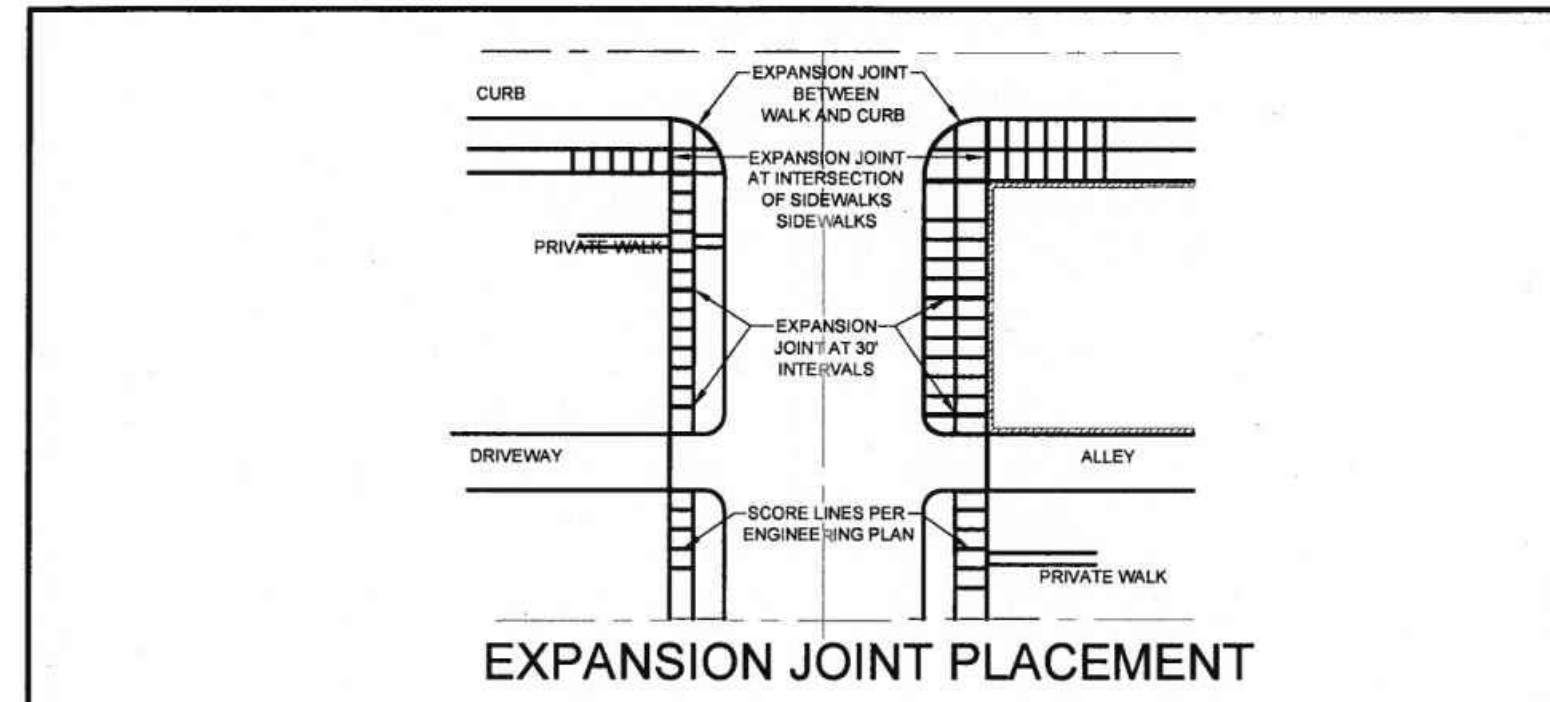 EXPANSION JOINT
BETWEEN
WALK AND CURB
CURB
EXPANSION JOINT
AT INTERSECTION
OF SIDEWALKS
SIDEWALKS
PRIVATE WALK
EXPANSION
JOINT AT 30'
INTERVALS
DRIVEWAY
ALLEY
SCORE LINES PER
ENGINEERING PLAN
PRIVATE WALK
EXPANSION JOINT PLACEMENT